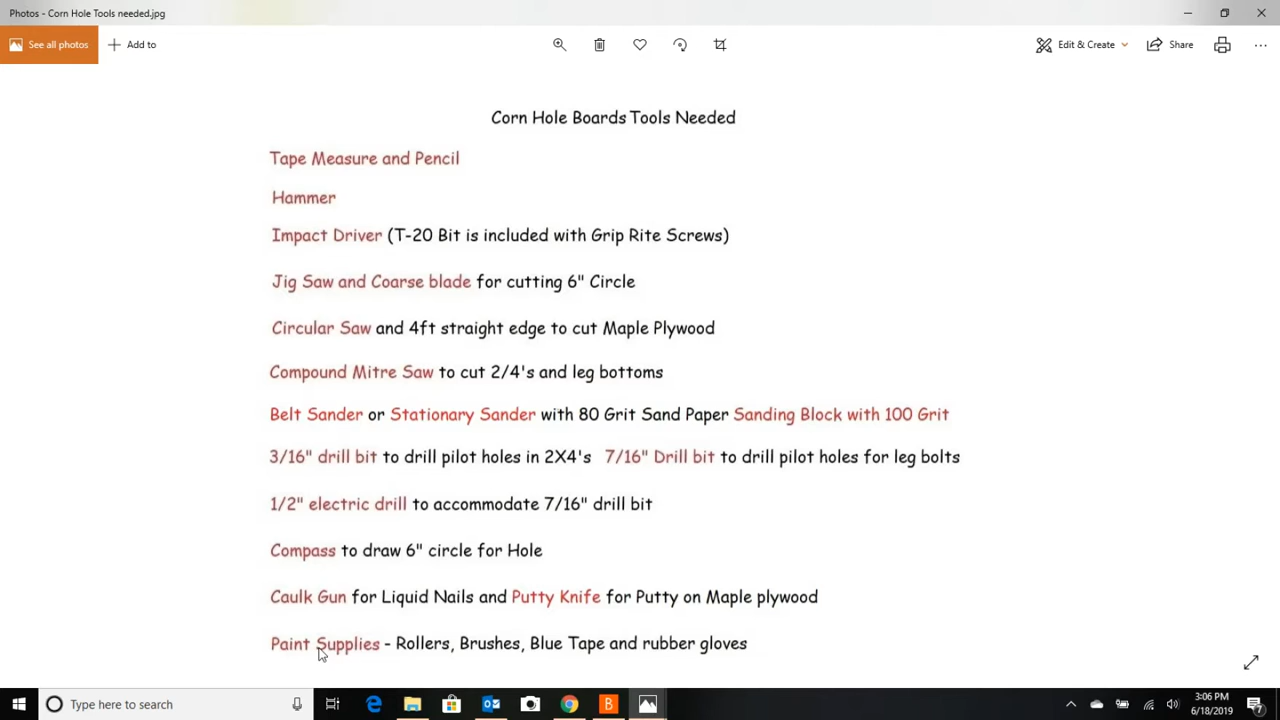 Photos - Corn Hole Tools needed.jpg
See all photos
Add to
Edit & Create
Share
Corn Hole Boards Tools Needed
Tape Measure and Pencil
Hammer
Impact Driver (T-20 Bit is included with Grip Rite Screws)
Jig Saw and Coarse blade for cutting 6" Circle
Circular Saw and 4ft straight edge to cut Maple Plywood
Compound Mitre Saw to cut 2/4's and leg bottoms
Belt Sander or Stationary Sander with 80 Grit Sand Paper Sanding Block with 100 Grit
3/16" drill bit to drill pilot holes in 2X4's 7/16" Drill bit to drill pilot holes for leg bolts
1/2" electric drill to accommodate 7/16" drill bit
Compass to draw 6" circle for Hole
Caulk Gun for Liquid Nails and Putty Knife for Putty on Maple plywood
Paint Supplies - Rollers, Brushes, Blue Tape and rubber gloves
Type here to search
3:06 PM
6/18/2019